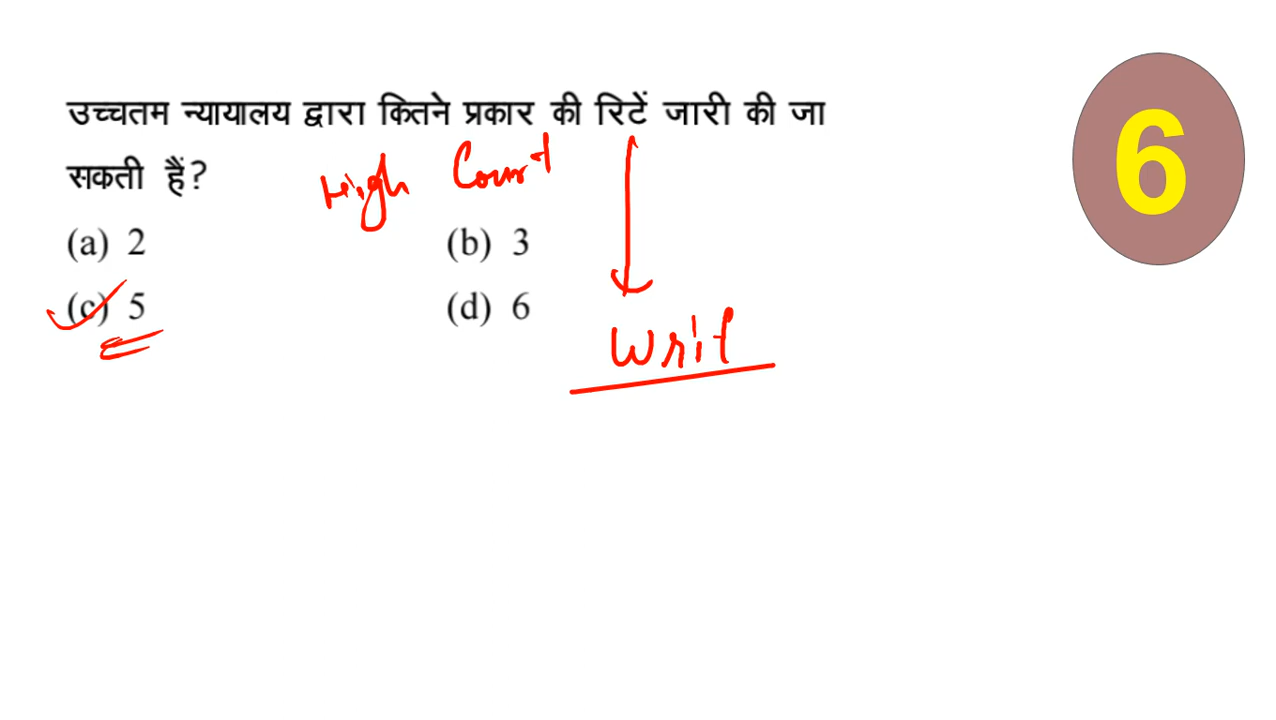 उच्चतम न्यायालय द्वारा कितने प्रकार की रिटें जारी की जा
सकती हैं?
High Court
(a) 2 (b) 3
(c) 5 (d) 6
Writ
6